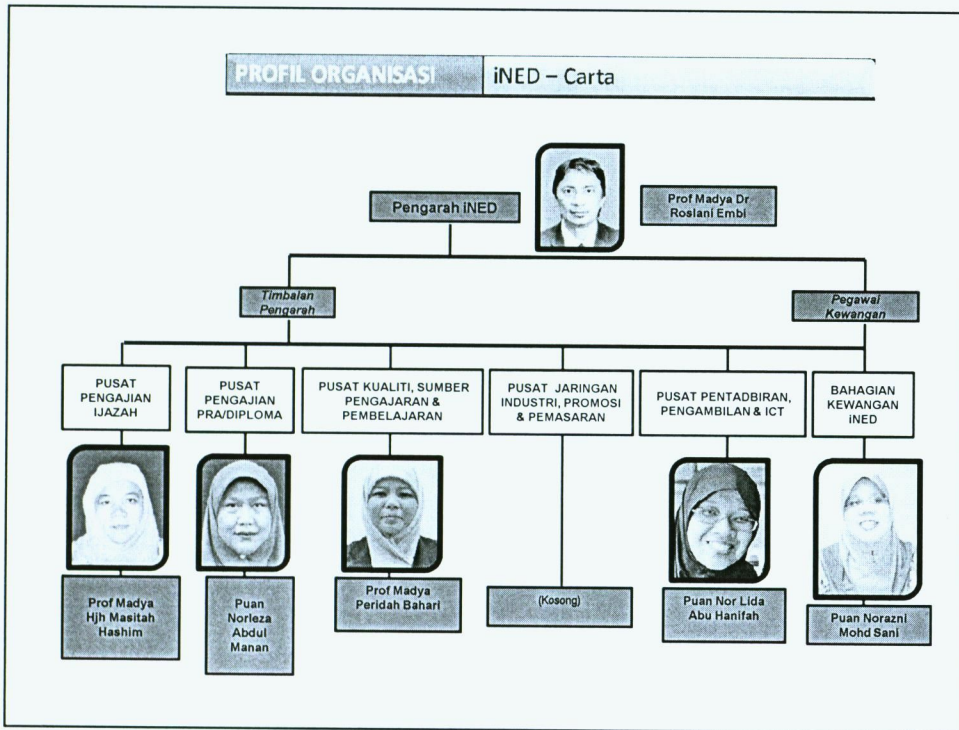 PROFIL ORGANISASI iNED – Carta
Pengarah iNED
Prof Madya Dr
Roslani Embi
Timbalan
Pengarah
Pegawai
Kewangan
PUSAT
PENGAJIAN
IJAZAH
PUSAT
PENGAJIAN
PRA/DIPLOMA
PUSAT KUALITI, SUMBER
PENGAJARAN &
PEMBELAJARAN
PUSAT JARINGAN
INDUSTRI, PROMOSI
& PEMASARAN
PUSAT PENTADBIRAN,
PENGAMBILAN & ICT
BAHAGIAN
KEWANGAN
iNED
Prof Madya
Hjh Masitah
Hashim
Puan
Norleza
Abdul
Manan
Prof Madya
Peridah Bahari
(Kosong)
Puan Nor Lida
Abu Hanifah
Puan Norazni
Mohd Sani